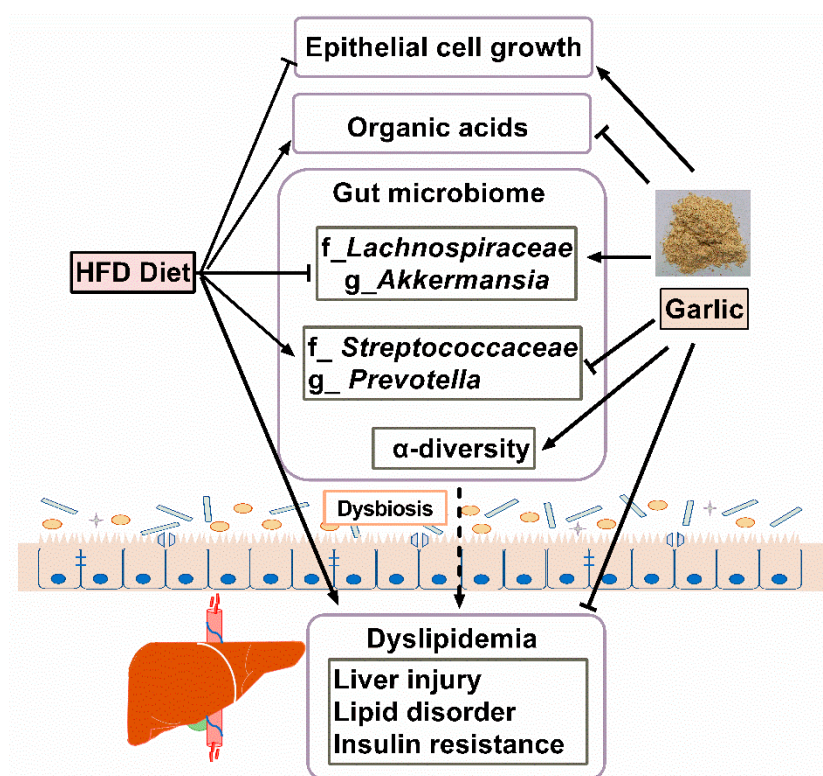 Epithelial cell growth
Organic acids
Gut microbiome
f_Lachnospiraceae
g_Akkermansia
HFD Diet
Garlic
f_ Streptococcaceae
g_ Prevotella
α-diversity
Dysbiosis
Dyslipidemia
Liver injury
Lipid disorder
Insulin resistance